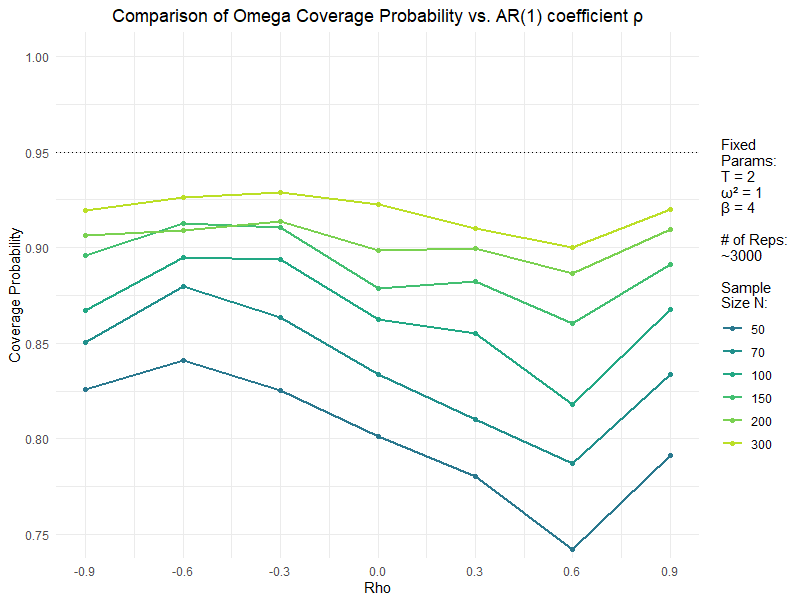 Comparison of Omega Coverage Probability vs. AR(1) coefficient ρ
Coverage Probability
1.00
0.95
0.90
0.85
0.80
0.75
-0.9
-0.6
-0.3
0.0
0.3
0.6
0.9
Rho
Fixed
Params:
T = 2
ω² = 1
β = 4
# of Reps:
~3000
Sample
Size N:
50
70
100
150
200
300